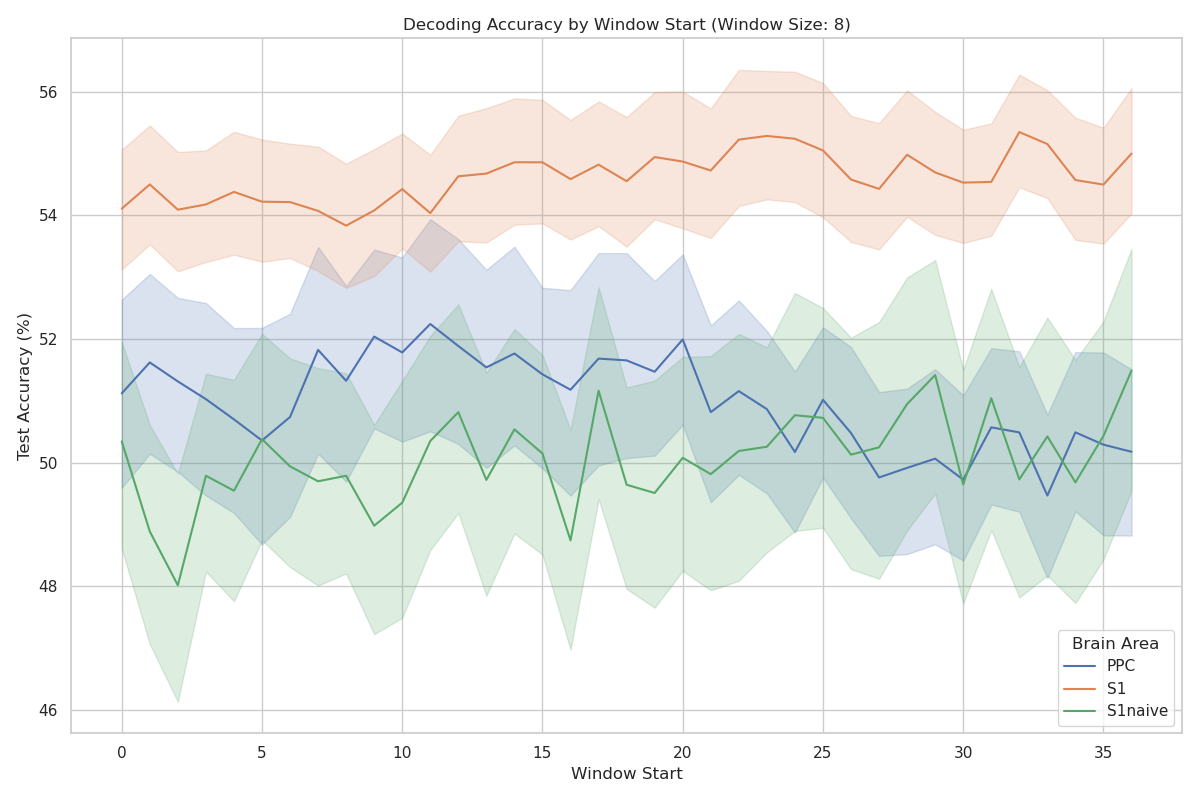 Decoding Accuracy by Window Start (Window Size: 8)
Test Accuracy (%)
56
54
52
50
48
46
0 5 10 15 20 25 30 35
Window Start
Brain Area
PPC
S1
S1naive